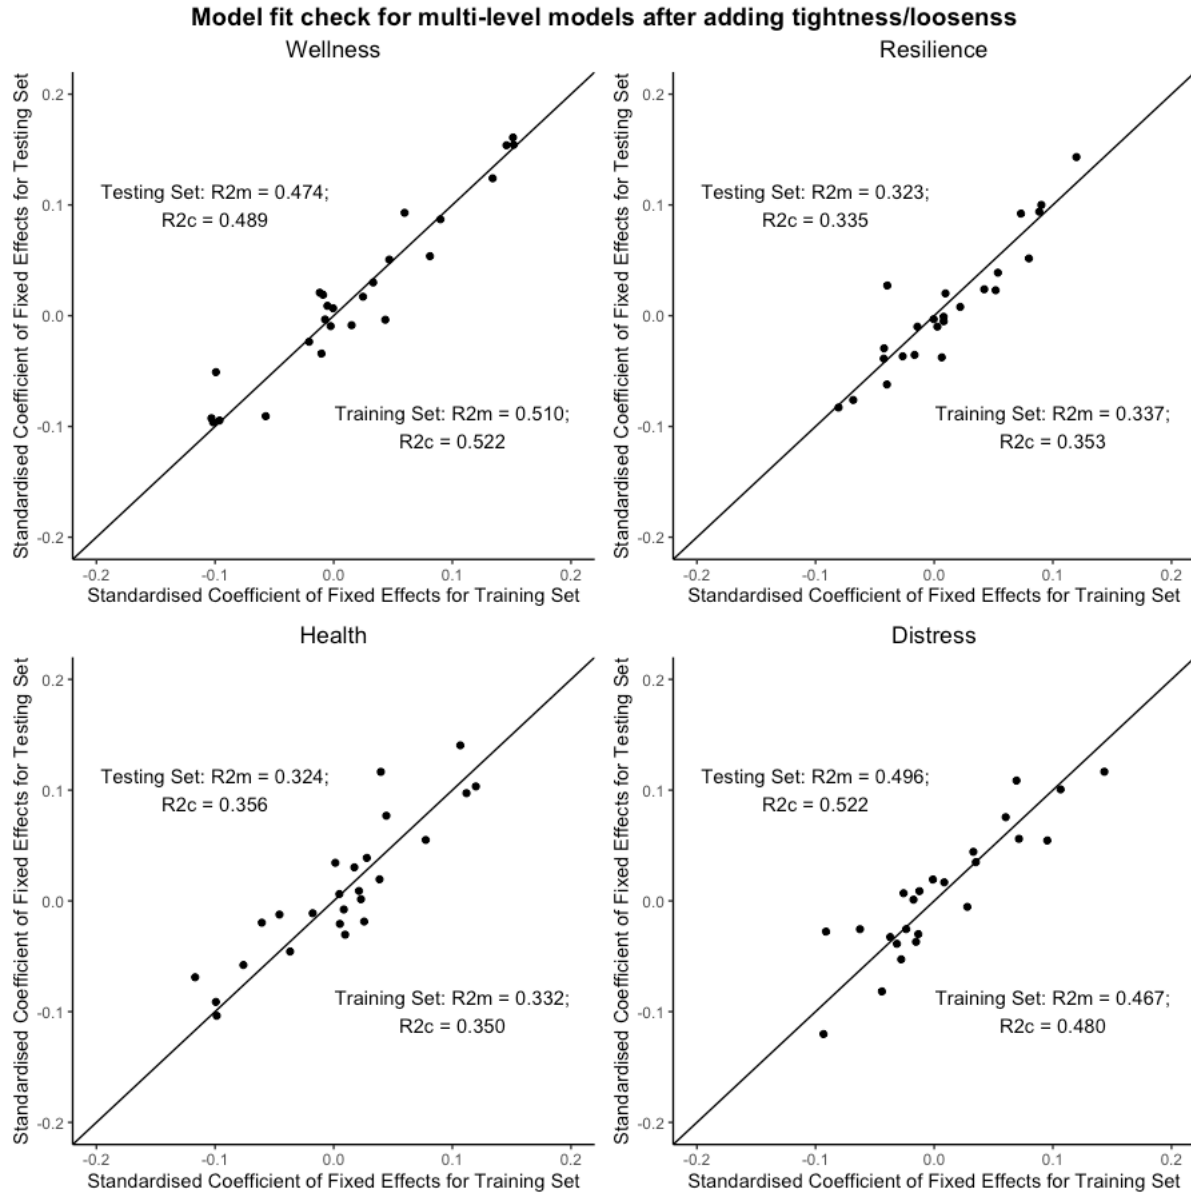 Model fit check for multi-level models after adding tightness/loosenss
Wellness
Standardised Coefficient of Fixed Effects for Testing Set
0.2
0.1
0.0
-0.1
-0.2
Testing Set: R2m = 0.474;
R2c = 0.489
Training Set: R2m = 0.510;
R2c = 0.522
-0.2 -0.1 0.0 0.1 0.2
Standardised Coefficient of Fixed Effects for Training Set
Resilience
Standardised Coefficient of Fixed Effects for Testing Set
0.2
0.1
0.0
-0.1
-0.2
Testing Set: R2m = 0.323;
R2c = 0.335
Training Set: R2m = 0.337;
R2c = 0.353
-0.2 -0.1 0.0 0.1 0.2
Standardised Coefficient of Fixed Effects for Training Set
Health
Standardised Coefficient of Fixed Effects for Testing Set
0.2
0.1
0.0
-0.1
-0.2
Testing Set: R2m = 0.324;
R2c = 0.356
Training Set: R2m = 0.332;
R2c = 0.350
-0.2 -0.1 0.0 0.1 0.2
Standardised Coefficient of Fixed Effects for Training Set
Distress
Standardised Coefficient of Fixed Effects for Testing Set
0.2
0.1
0.0
-0.1
-0.2
Testing Set: R2m = 0.496;
R2c = 0.522
Training Set: R2m = 0.467;
R2c = 0.480
-0.2 -0.1 0.0 0.1 0.2
Standardised Coefficient of Fixed Effects for Training Set